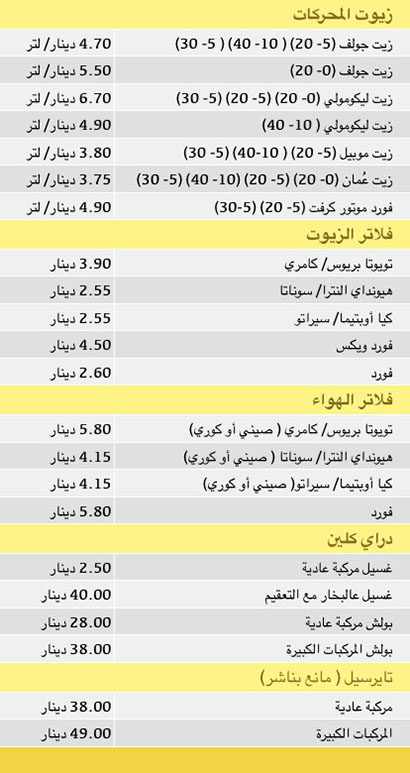 زيوت المحركات
زيت جولف (5- 20) ( 10- 40) ( 5- 30) 4.70 دينار/ لتر
زيت جولف (0- 20) 5.50 دينار/ لتر
زيت ليكومولي (0- 20) (5- 20) (5- 30) 6.70 دينار/ لتر
زيت ليكومولي ( 10- 40) 4.90 دينار/ لتر
زيت موبيل (5- 20) ( 10-40) (5- 30) 3.80 دينار/ لتر
زيت عُمان (0- 20) (5- 20) (10- 40) (5- 30) 3.75 دينار/ لتر
فورد موتور كرفت (5- 20) (5-30) 4.90 دينار/ لتر
فلاتر الزيوت
تويوتا بريوس/ كامري 3.90 دينار
هيونداي النترا/ سوناتا 2.55 دينار
كيا أوبتيما/ سيراتو 2.55 دينار
فورد ويكس 4.50 دينار
فورد 2.60 دينار
فلاتر الهواء
تويوتا بريوس/ كامري ( صيني أو كوري) 5.80 دينار
هيونداي النترا/ سوناتا ( صيني أو كوري) 4.15 دينار
كيا أوبتيما/ سيراتو( صيني أو كوري) 4.15 دينار
فورد 5.80 دينار
دراي كلين
غسيل مركبة عادية 2.50 دينار
غسيل عالبخار مع التعقيم 40.00 دينار
بولش مركبة عادية 28.00 دينار
بولش المركبات الكبيرة 38.00 دينار
تايرسيل ( مانع بناشر)
مركبة عادية 38.00 دينار
المركبات الكبيرة 49.00 دينار